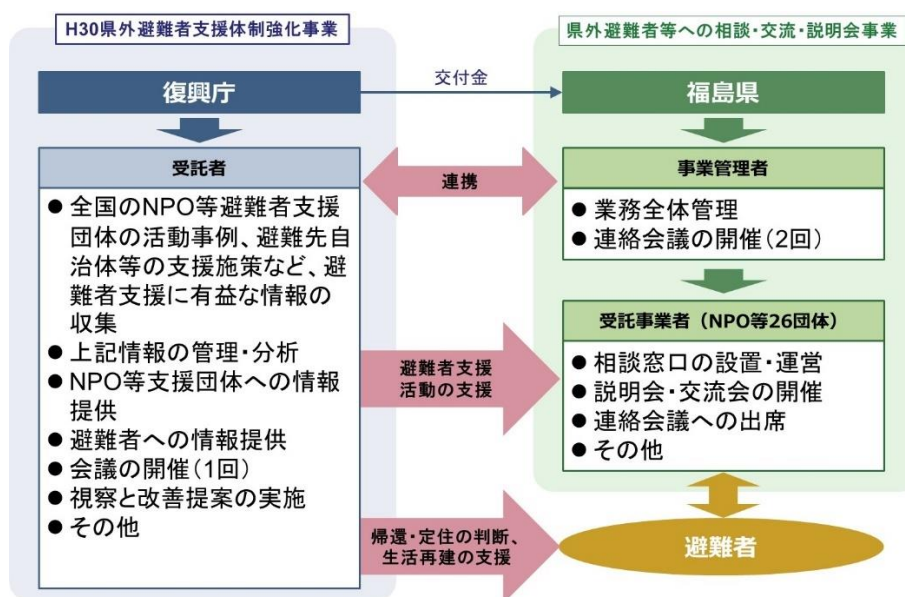 H30県外避難者支援体制強化事業
復興庁
受託者
●全国のNPO等避難者支援
団体の活動事例、避難先自
治体等の支援施策など、避
難者支援に有益な情報の
収集
●上記情報の管理・分析
●NPO等支援団体への情報
提供
●避難者への情報提供
●会議の開催(1回)
●視察と改善提案の実施
●その他
交付金
連携
避難者支援
活動の支援
帰還・定住の判断、
生活再建の支援
県外避難者等への相談・交流・説明会事業
福島県
事業管理者
●業務全体管理
●連絡会議の開催(2回)
受託事業者(NPO等26団体)
●相談窓口の設置・運営
●説明会・交流会の開催
●連絡会議への出席
●その他
避難者